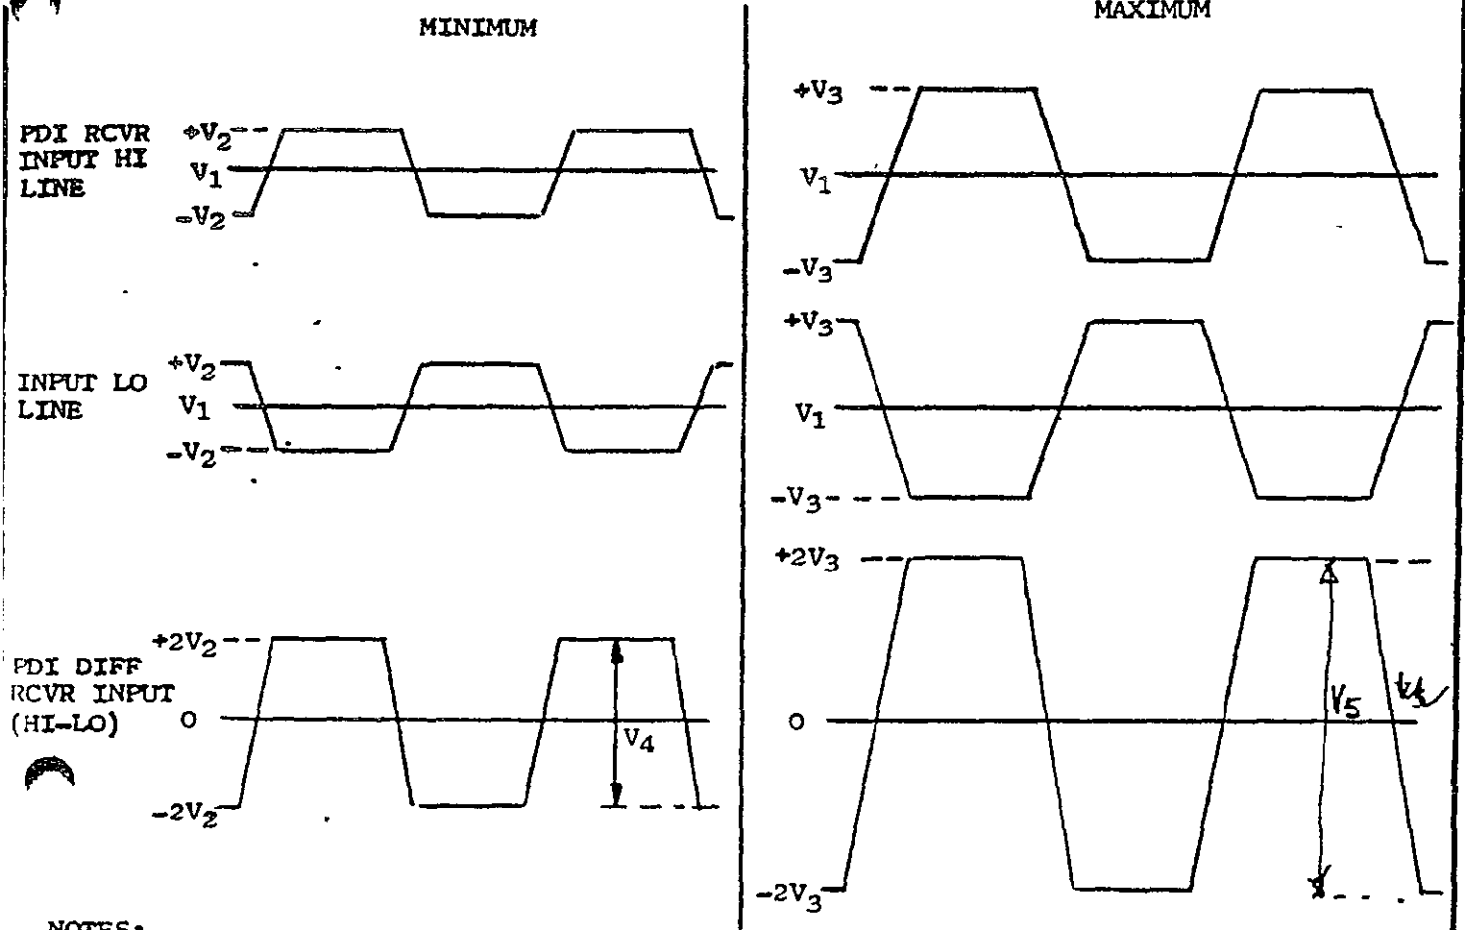 MINIMUM
PDI RCVR
INPUT HI
LINE
+V2
V1
-V2
INPUT LO
LINE
+V2
V1
-V2
PDI DIFF
RCVR INPUT
(HI-LO)
+2V2
0
-2V2
V4
MAXIMUM
+V3
V1
-V3
+V3
V1
-V3
+2V3
0
-2V3
V5
NOTES: